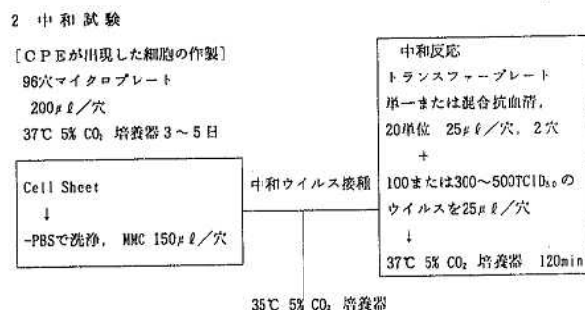 2 中和試験
[CPEが出現した細胞の作製]
96穴マイクロプレート
200μℓ/穴
37℃ 5% CO₂ 培養器3~5日
Cell Sheet
↓
-PBSで洗浄, MMC 150μℓ/穴
中和ウイルス接種
中和反応
トランスファープレート
単一または混合抗血清,
20単位 25μℓ/穴, 2穴
+
100または300~500TCID₅₀の
ウイルスを25μℓ/穴
↓
37℃ 5% CO₂ 培養器 120min
35℃ 5% CO₂ 培養器